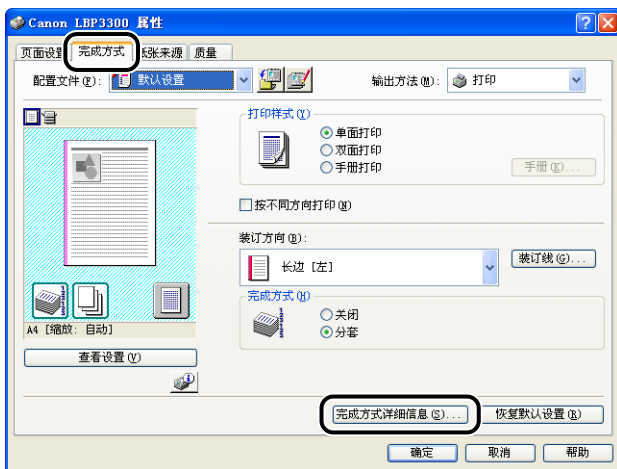 Canon LBP3300 属性
页面设置 完成方式 纸张来源 质量
配置文件(F): 默认设置
输出方法(M): 打印
打印样式(Y)
单面打印
双面打印
手册打印
手册(K)...
按不同方向打印(W)
装订方向(B):
长边 [左]
装订线(G)...
完成方式(H)
关闭
分套
A4 [缩放: 自动]
查看设置(V)
完成方式详细信息(S)... 恢复默认设置(R)
确定 取消 帮助